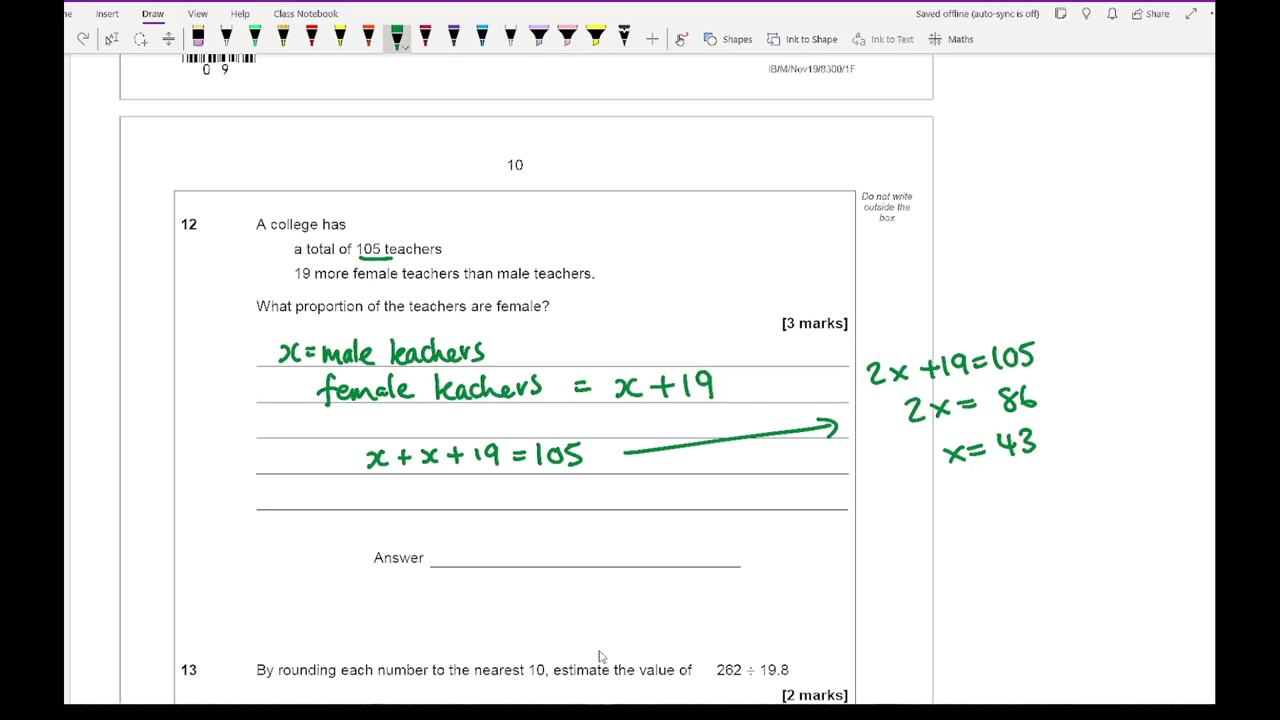 Insert Draw View Help Class Notebook Saved offline (auto-sync is off) Share
Shapes Ink to Shape Ink to Text Maths
0 9
IB/M/Nov19/8300/1F
10
Do not write
outside the
box
12 A college has
a total of 105 teachers
19 more female teachers than male teachers.
What proportion of the teachers are female?
[3 marks]
x = male teachers
female teachers = x + 19
x + x + 19 = 105
2x + 19 = 105
2x = 86
x = 43
Answer
13 By rounding each number to the nearest 10, estimate the value of 262 ÷ 19.8
[2 marks]